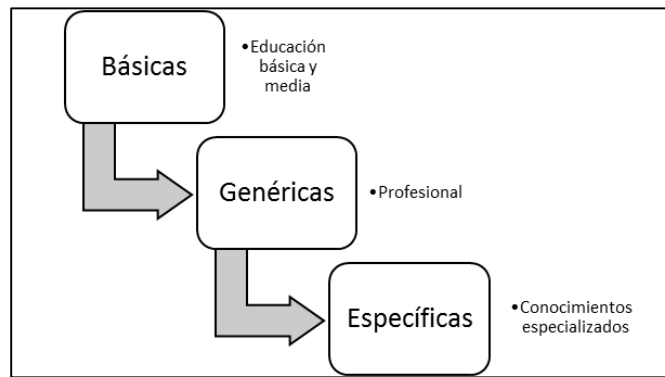 Básicas
•Educación
básica y
media
Genéricas
•Profesional
Específicas
•Conocimientos
especializados